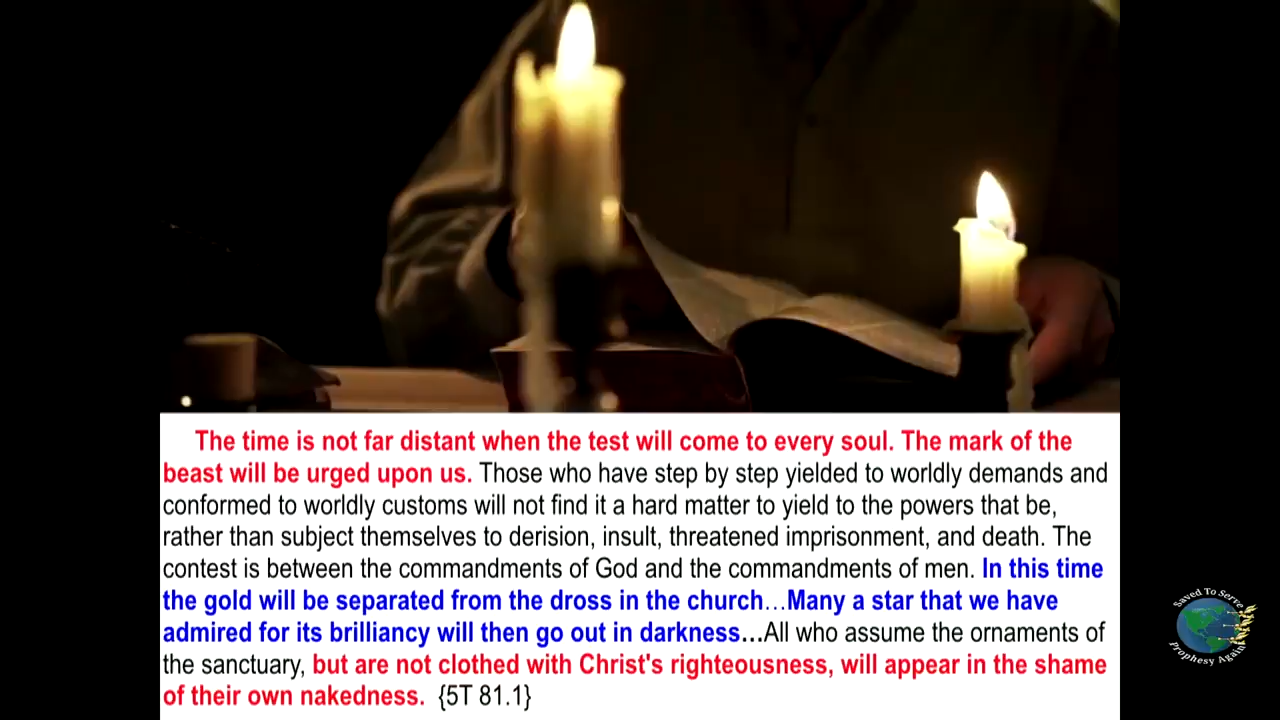 The time is not far distant when the test will come to every soul. The mark of the
beast will be urged upon us. Those who have step by step yielded to worldly demands and
conformed to worldly customs will not find it a hard matter to yield to the powers that be,
rather than subject themselves to derision, insult, threatened imprisonment, and death. The
contest is between the commandments of God and the commandments of men. In this time
the gold will be separated from the dross in the church…Many a star that we have
admired for its brilliancy will then go out in darkness…All who assume the ornaments of
the sanctuary, but are not clothed with Christ's righteousness, will appear in the shame
of their own nakedness. {5T 81.1}
Saved To Serve
Prophesy Again